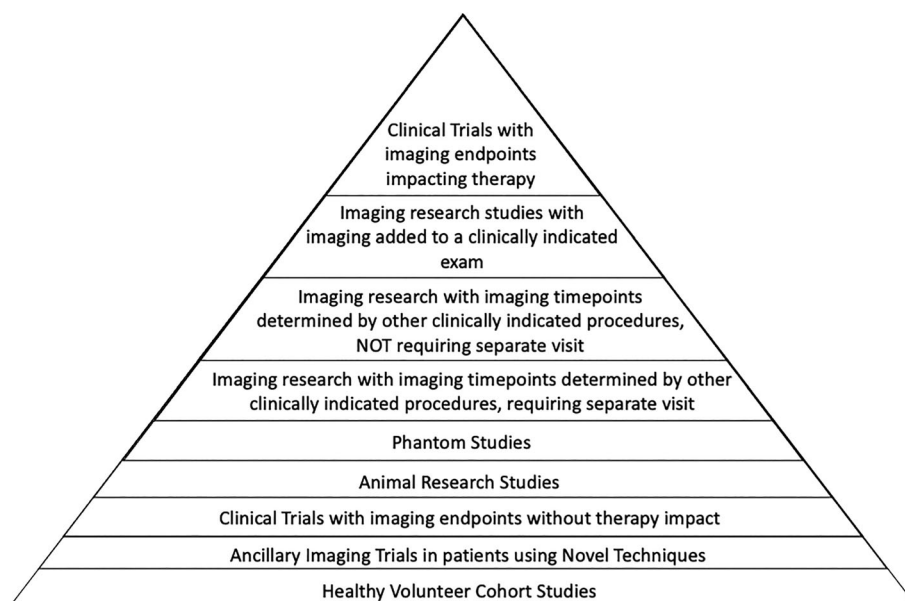 Clinical Trials with
imaging endpoints
impacting therapy
Imaging research studies with
imaging added to a clinically indicated
exam
Imaging research with imaging timepoints
determined by other clinically indicated procedures,
NOT requiring separate visit
Imaging research with imaging timepoints determined by other
clinically indicated procedures, requiring separate visit
Phantom Studies
Animal Research Studies
Clinical Trials with imaging endpoints without therapy impact
Ancillary Imaging Trials in patients using Novel Techniques
Healthy Volunteer Cohort Studies